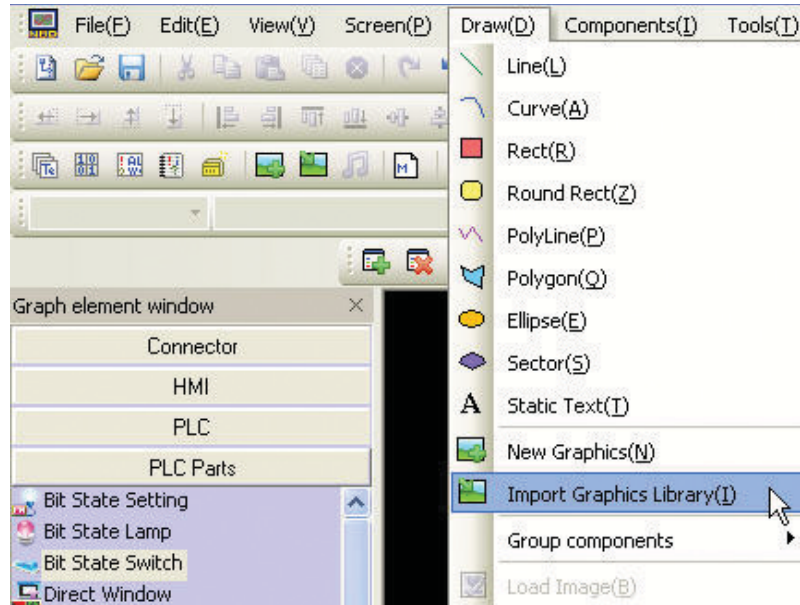 File(F) Edit(E) View(V) Screen(P) Draw(D) Components(I) Tools(T)
Line(L)
Curve(A)
Rect(R)
Round Rect(Z)
PolyLine(P)
Polygon(Q)
Ellipse(E)
Sector(S)
A Static Text(T)
New Graphics(N)
Import Graphics Library(I)
Group components
Load Image(B)
Graph element window
Connector
HMI
PLC
PLC Parts
Bit State Setting
Bit State Lamp
Bit State Switch
Direct Window